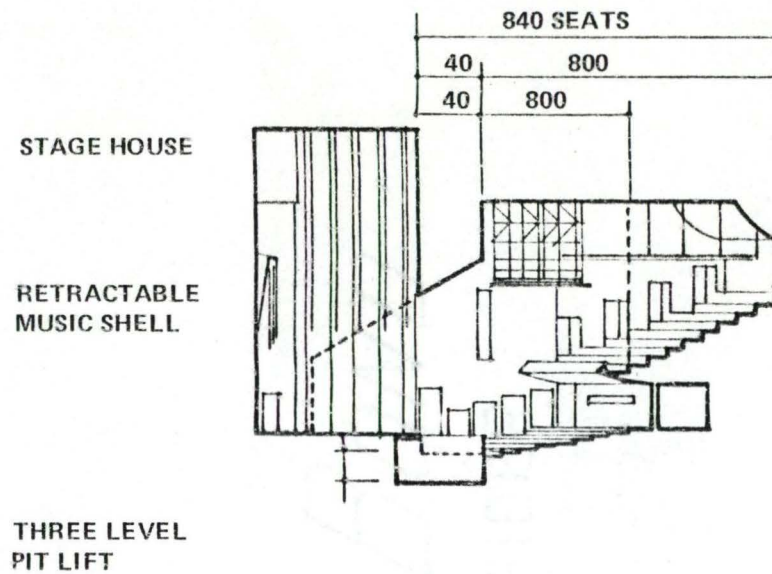 840 SEATS
40 800
40 800
STAGE HOUSE
RETRACTABLE
MUSIC SHELL
THREE LEVEL
PIT LIFT